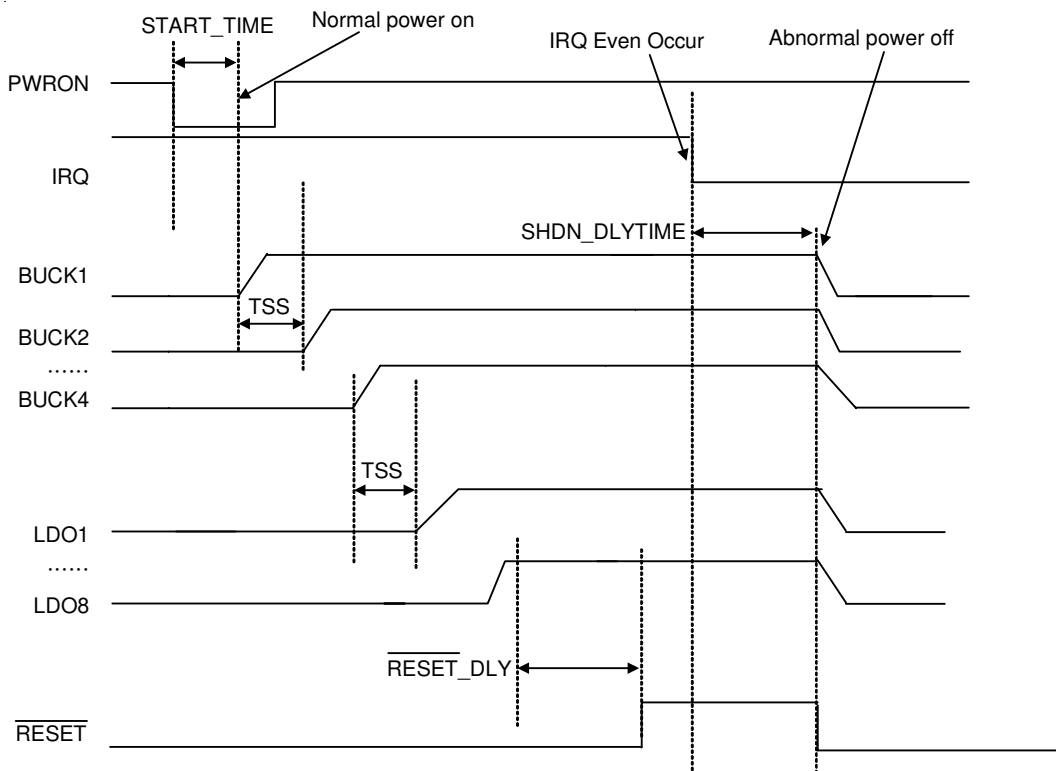 START_TIME
Normal power on
IRQ Even Occur
Abnormal power off
PWRON
IRQ
SHDN_DLYTIME
BUCK1
TSS
BUCK2
......
BUCK4
TSS
LDO1
......
LDO8
RESET_DLY
RESET